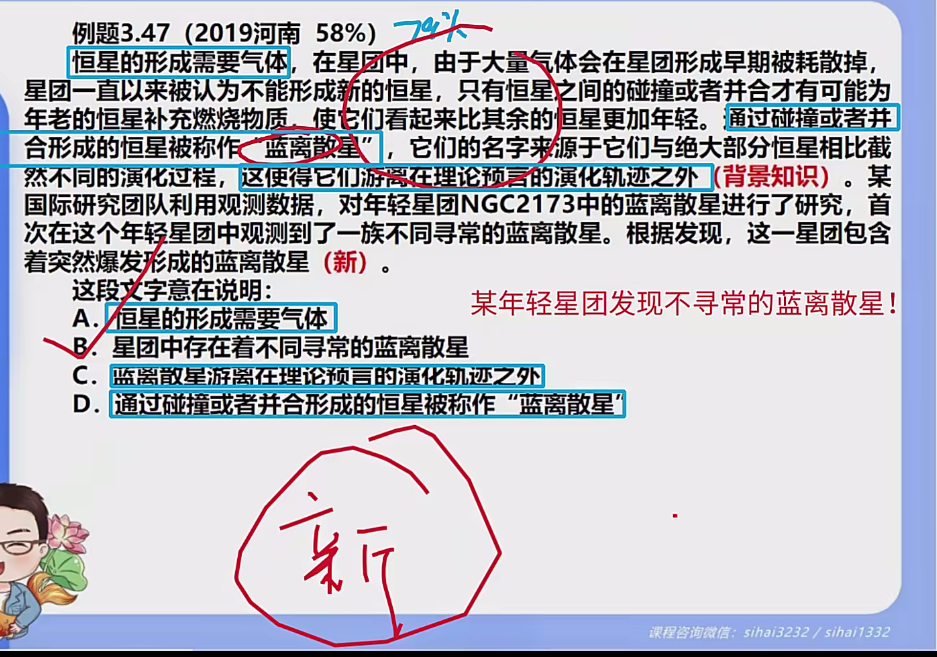 例题3.47（2019河南 58%） 79%
恒星的形成需要气体，在星团中，由于大量气体会在星团形成早期被耗散掉，
星团一直以来被认为不能形成新的恒星，只有恒星之间的碰撞或者并合才有可能为
年老的恒星补充燃烧物质，使它们看起来比其余的恒星更加年轻。通过碰撞或者并
合形成的恒星被称作“蓝离散星”，它们的名字来源于它们与绝大部分恒星相比截
然不同的演化过程，这使得它们游离在理论预言的演化轨迹之外（背景知识）。某
国际研究团队利用观测数据，对年轻星团NGC2173中的蓝离散星进行了研究，首
次在这个年轻星团中观测到了一族不同寻常的蓝离散星。根据发现，这一星团包含
着突然爆发形成的蓝离散星（新）。
这段文字意在说明：
某年轻星团发现不寻常的蓝离散星！
A．恒星的形成需要气体
B．星团中存在着不同寻常的蓝离散星
C．蓝离散星游离在理论预言的演化轨迹之外
D．通过碰撞或者并合形成的恒星被称作“蓝离散星”
新
课程咨询微信：sihai3232 / sihai1332